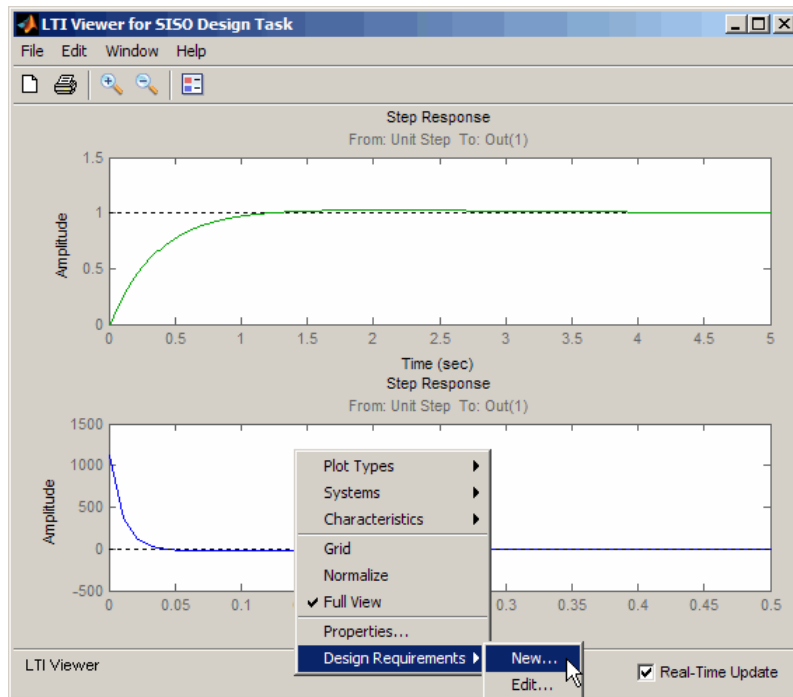 LTI Viewer for SISO Design Task
File Edit Window Help
Step Response
From: Unit Step To: Out(1)
1.5
1
0.5
0
Amplitude
0 0.5 1 1.5 2 2.5 3 3.5 4 4.5 5
Time (sec)
Step Response
From: Unit Step To: Out(1)
1500
1000
500
0
-500
Amplitude
0 0.05 0.1 0.3 0.35 0.4 0.45 0.5
Plot Types
Systems
Characteristics
Grid
Normalize
Full View
Properties...
Design Requirements
New...
Edit...
LTI Viewer
Real-Time Update